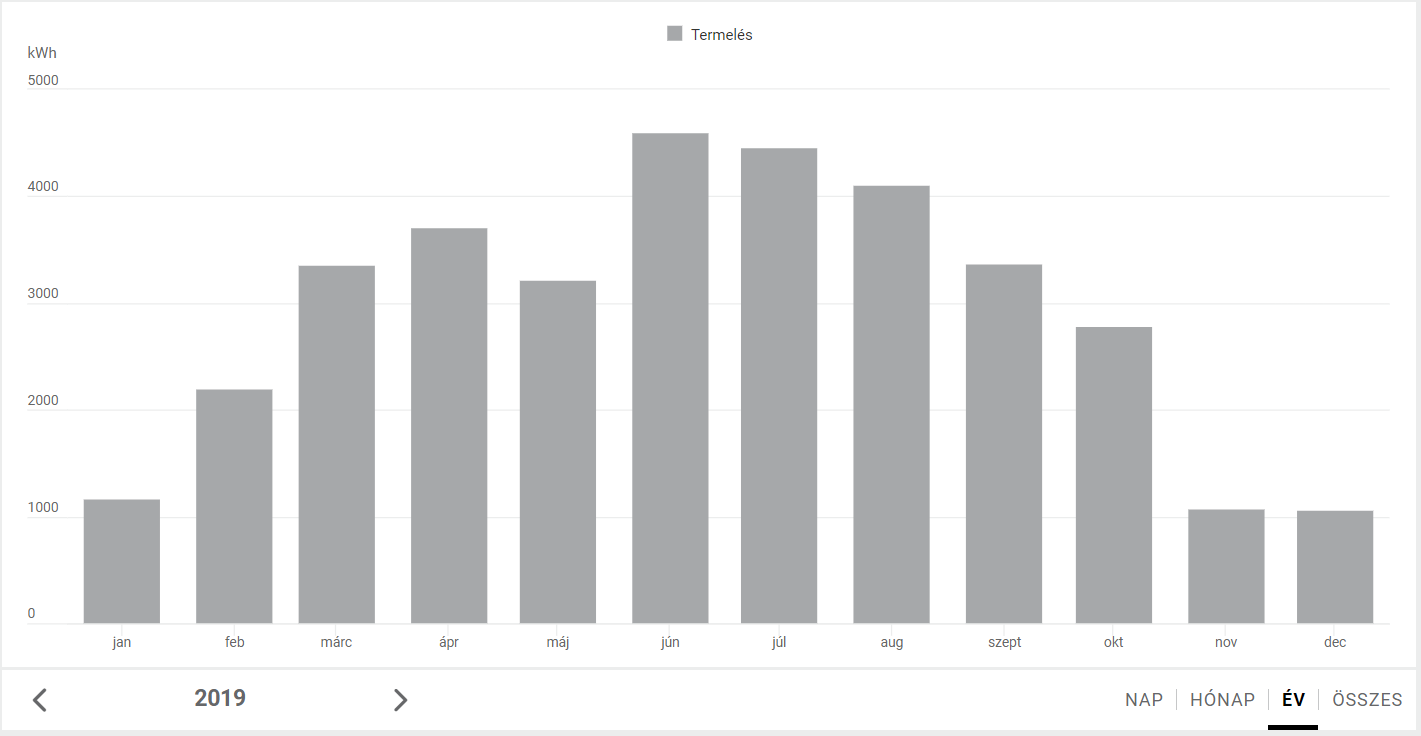 Termelés
kWh
5000
4000
3000
2000
1000
0
jan feb márc ápr máj jún júl aug szept okt nov dec
2019 NAP HÓNAP ÉV ÖSSZES